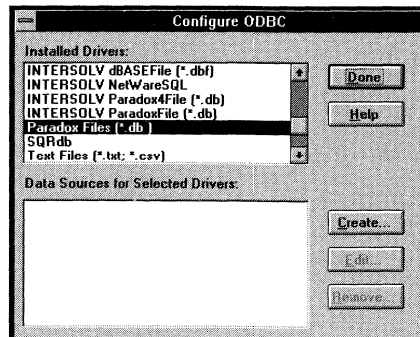 Configure ODBC
Installed Drivers:
INTERSOLV dBASEFile (*.dbf)
INTERSOLV NetWareSQL
INTERSOLV Paradox4File (*.db)
INTERSOLV ParadoxFile (*.db)
Paradox Files (*.db )
SQRdb
Text Files (*.txt; *.csv)
Done
Help
Data Sources for Selected Drivers:
Create...
Edit...
Remove...